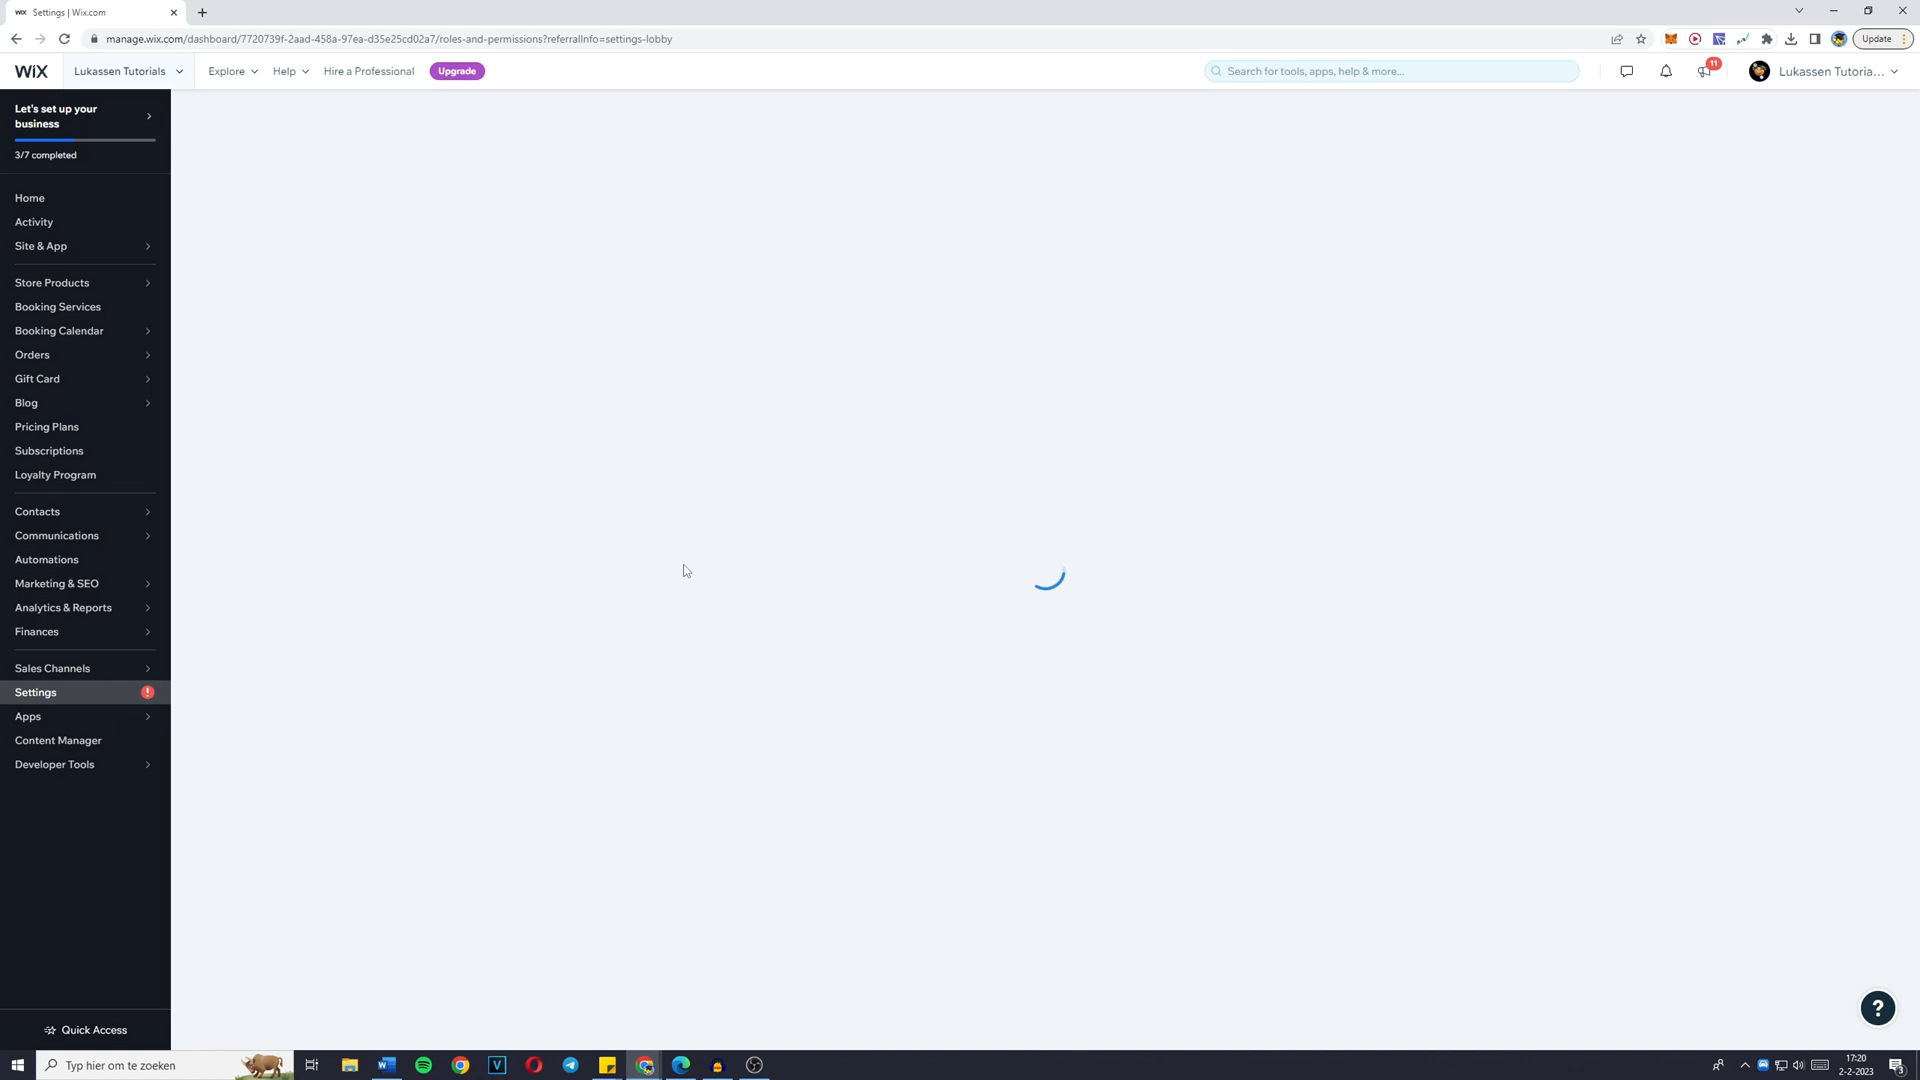 WiX Settings | Wix.com
manage.wix.com/dashboard/7720739f-2aad-458a-97ea-d35e25cd02a7/roles-and-permissions?referralInfo=settings-lobby
Update
WiX
Lukassen Tutorials
Explore
Help
Hire a Professional
Upgrade
Search for tools, apps, help & more...
11
Lukassen Tutoria...
Let's set up your
business
3/7 completed
Home
Activity
Site & App
Store Products
Booking Services
Booking Calendar
Orders
Gift Card
Blog
Pricing Plans
Subscriptions
Loyalty Program
Contacts
Communications
Automations
Marketing & SEO
Analytics & Reports
Finances
Sales Channels
Settings
!
Apps
Content Manager
Developer Tools
?
Quick Access
Typ hier om te zoeken
17:20
2-2-2023
3